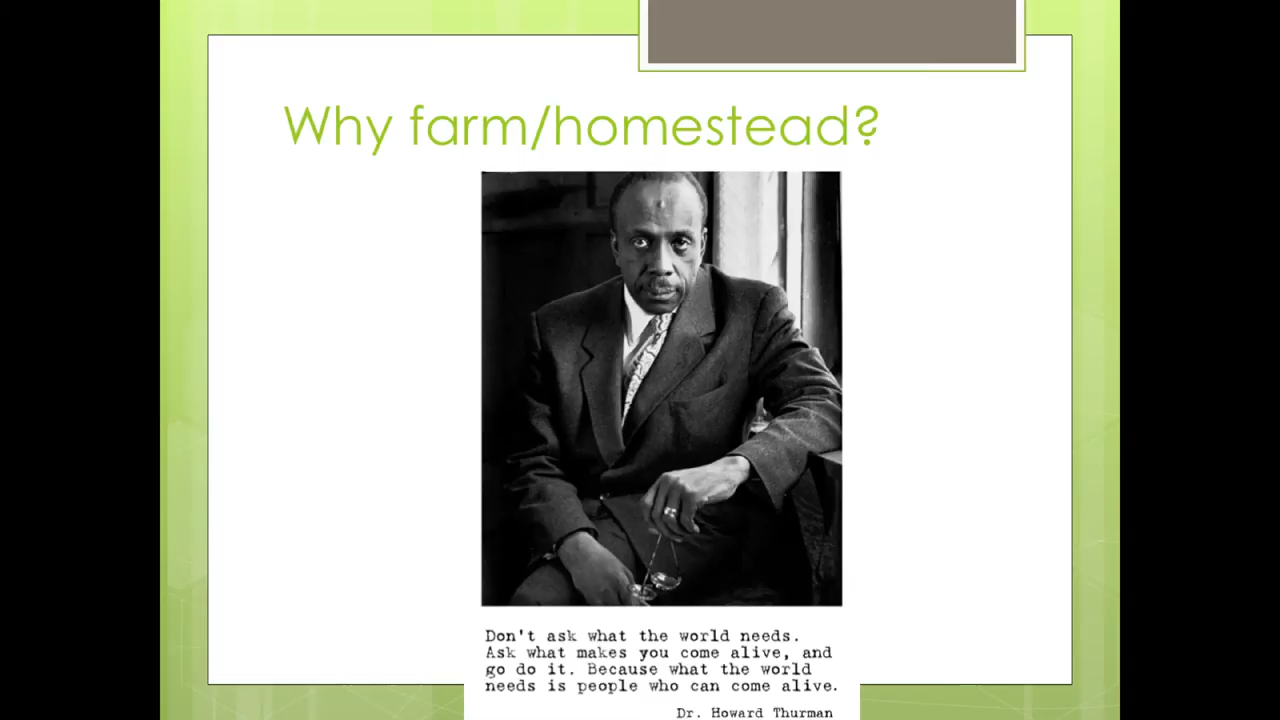 Why farm/homestead?
Don't ask what the world needs.
Ask what makes you come alive, and
go do it. Because what the world
needs is people who can come alive.
Dr. Howard Thurman